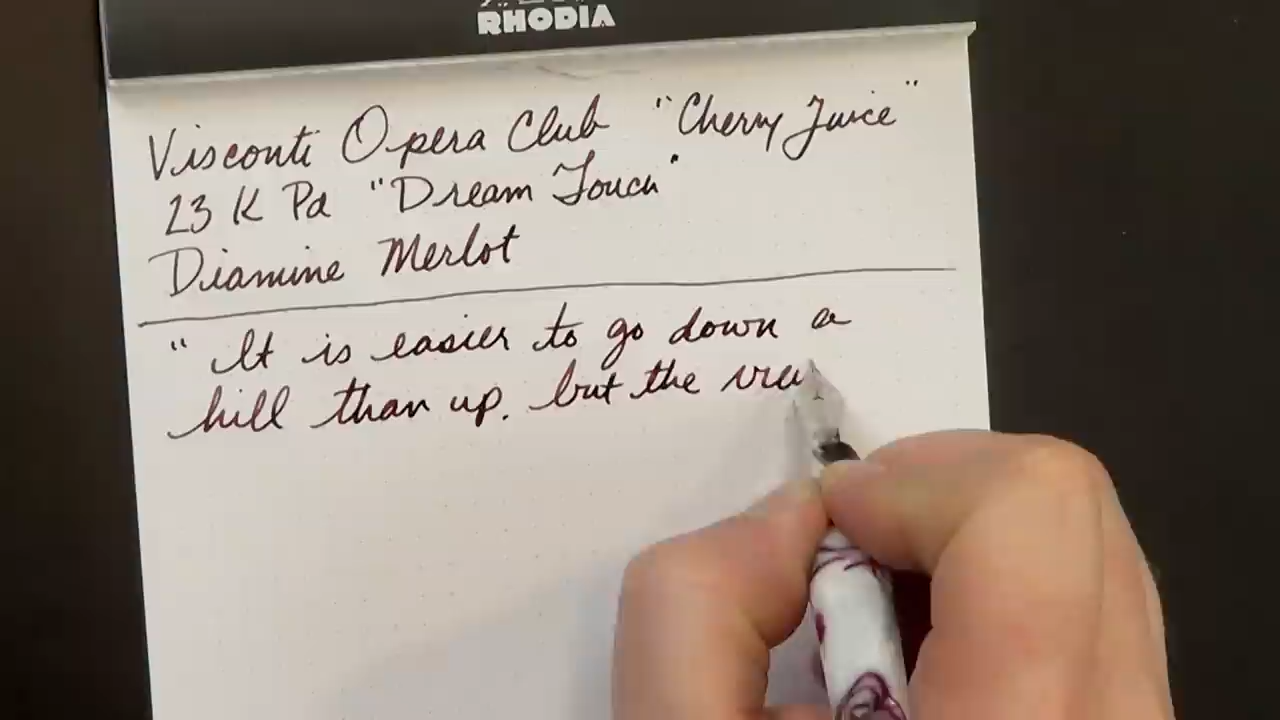 RHODIA
Visconti Opera Club "Cherry Juice"
23 K Pd "Dream Touch"
Diamine Merlot
" It is easier to go down a
hill than up. but the